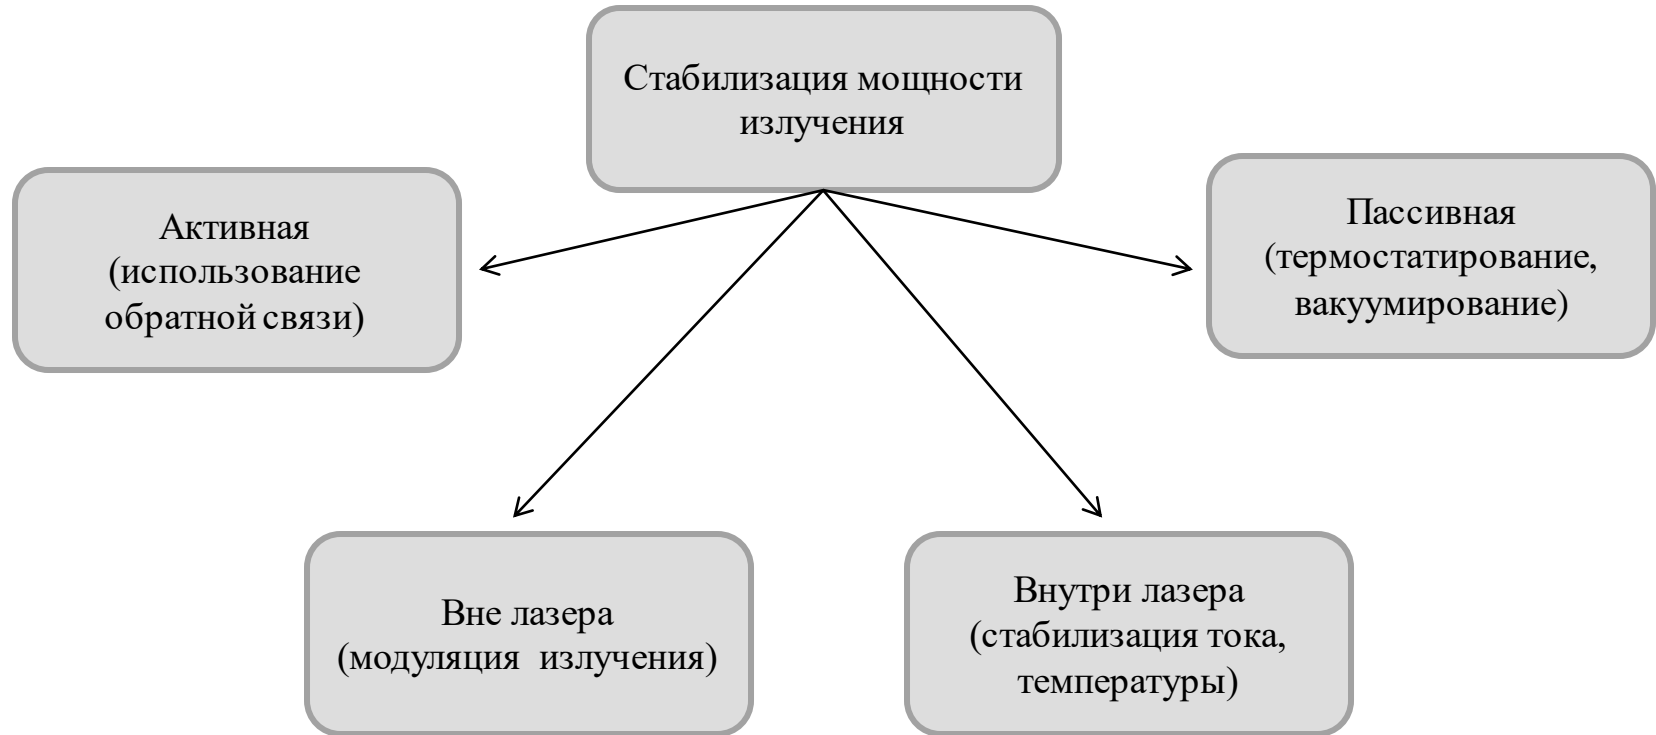 Стабилизация мощности
излучения
Активная
(использование
обратной связи)
Пассивная
(термостатирование,
вакуумирование)
Вне лазера
(модуляция излучения)
Внутри лазера
(стабилизация тока,
температуры)